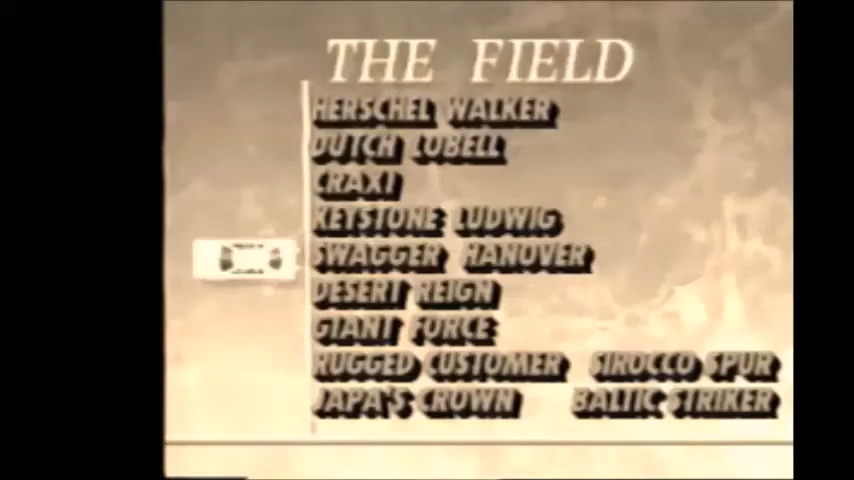 THE FIELD
HERSCHEL WALKER
DUTCH LOBELL
CRAXI
KEYSTONE LUDWIG
SWAGGER HANOVER
DESERT REIGN
GIANT FORCE
RUGGED CUSTOMER SIROCCO SPUR
JAPA'S CROWN BALTIC STRIKER